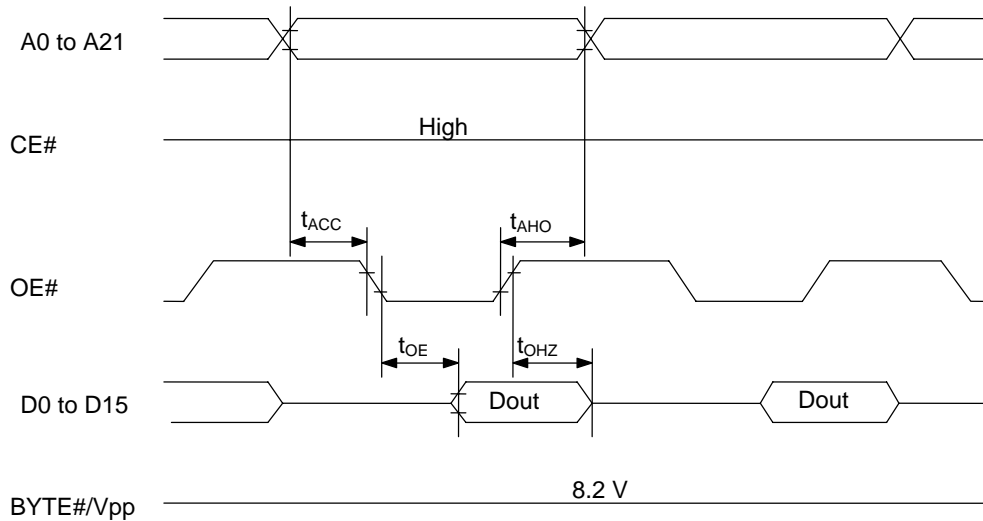 A0 to A21
High
CE#
tACC
tAHO
OE#
tOE
tOHZ
D0 to D15
Dout
Dout
8.2 V
BYTE#/Vpp